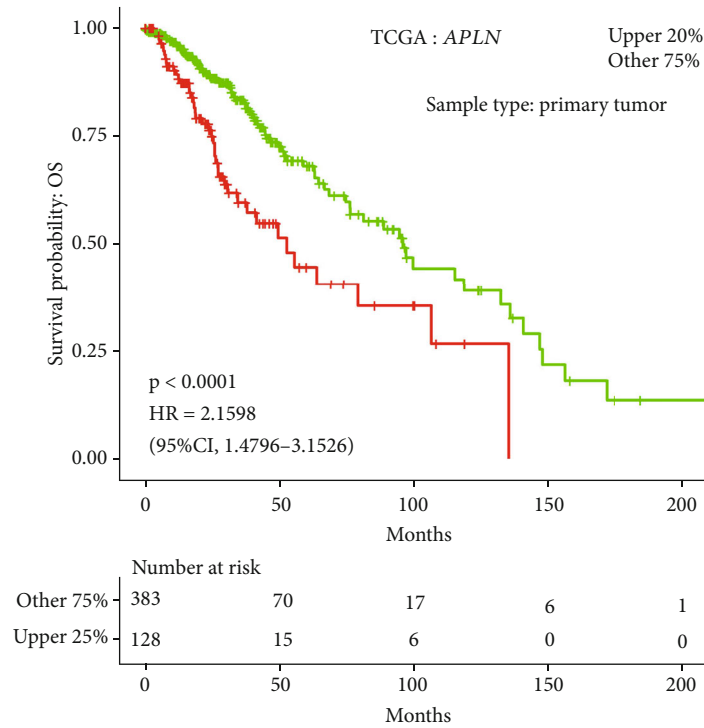 TCGA : APLN
Upper 20%
Other 75%
Sample type: primary tumor
Survival probability: OS
1.00
0.75
0.50
0.25
0.00
p < 0.0001
HR = 2.1598
(95%CI, 1.4796–3.1526)
0 50 100 150 200
Months
Number at risk
Other 75% 383 70 17 6 1
Upper 25% 128 15 6 0 0
0 50 100 150 200
Months